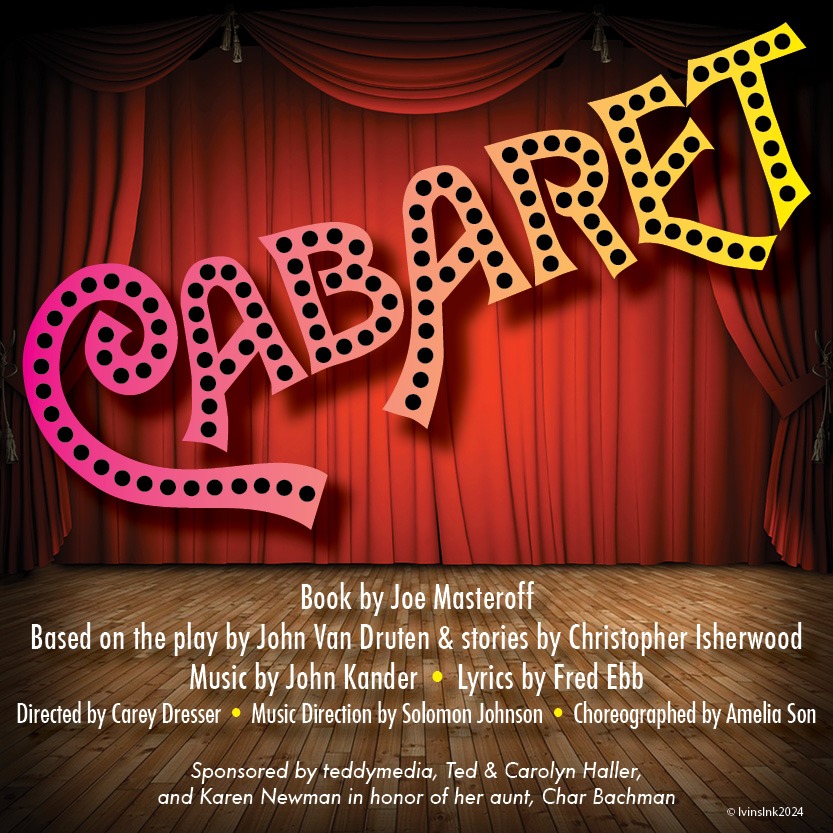 CABARET
Book by Joe Masteroff
Based on the play by John Van Druten & stories by Christopher Isherwood
Music by John Kander • Lyrics by Fred Ebb
Directed by Carey Dresser • Music Direction by Solomon Johnson • Choreographed by Amelia Son
Sponsored by teddymedia, Ted & Carolyn Haller,
and Karen Newman in honor of her aunt, Char Bachman
© IvinsInk2024